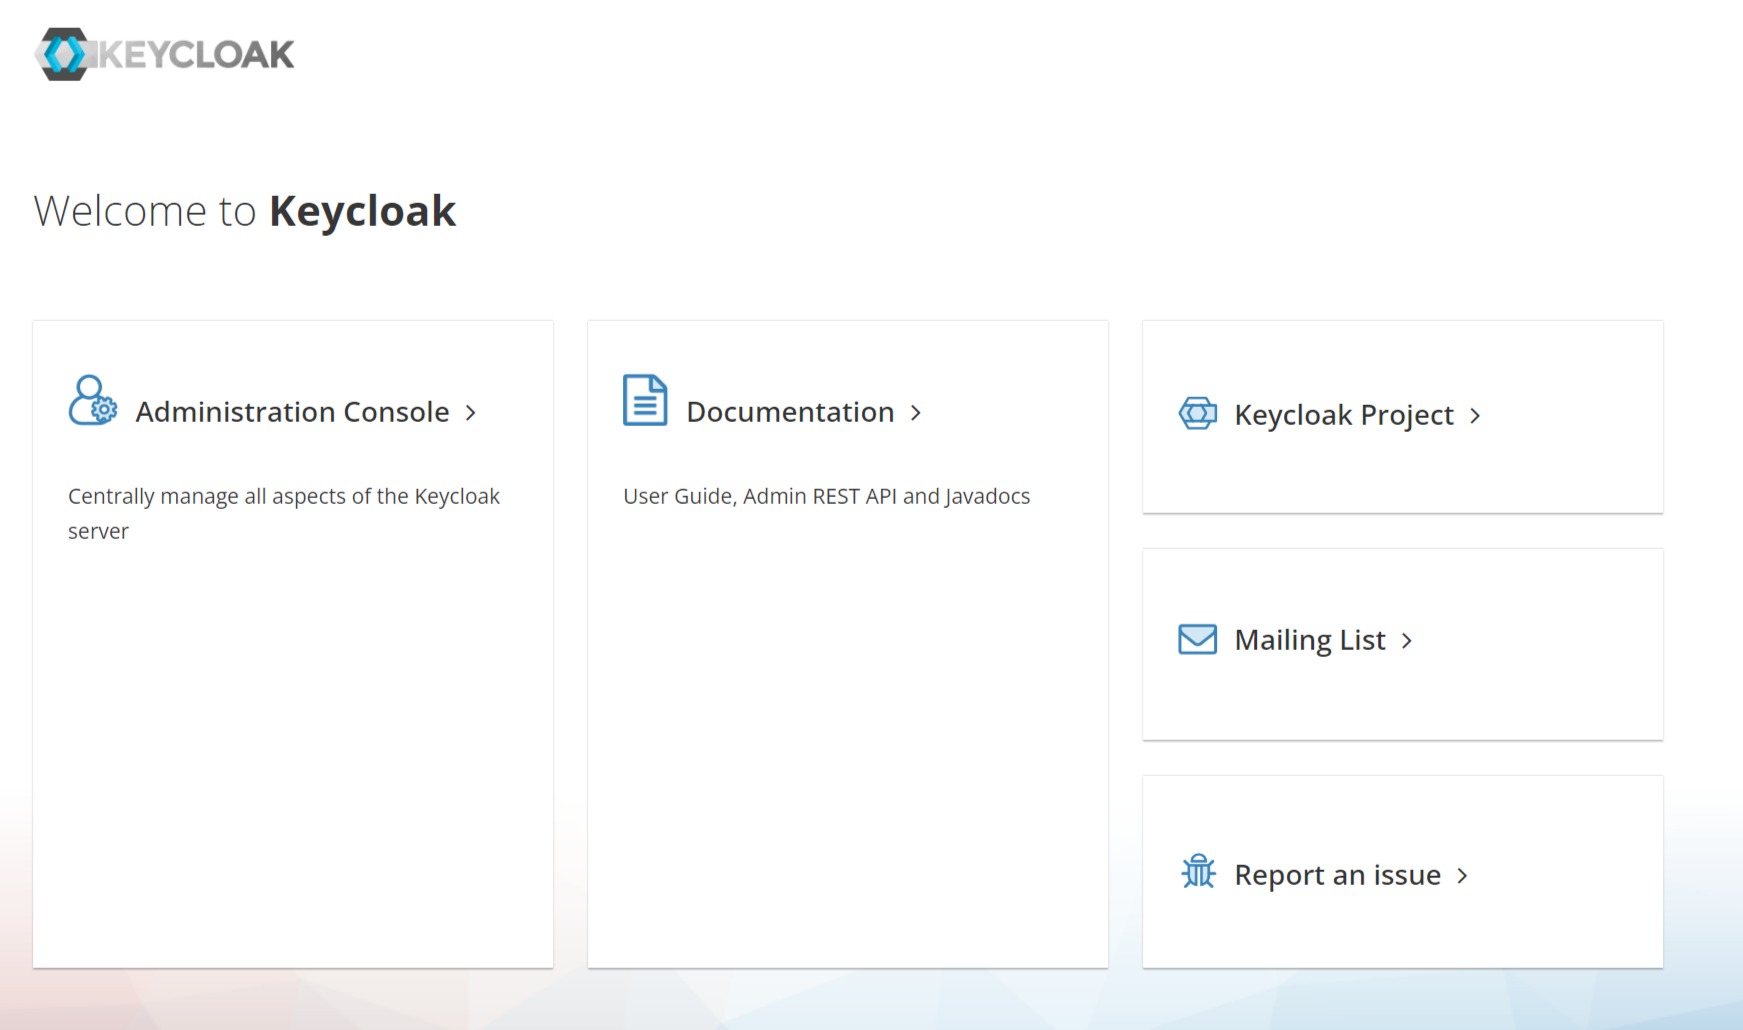 KEYCLOAK
Welcome to Keycloak
Administration Console
Centrally manage all aspects of the Keycloak
server
Documentation
User Guide, Admin REST API and Javadocs
Keycloak Project
Mailing List
Report an issue